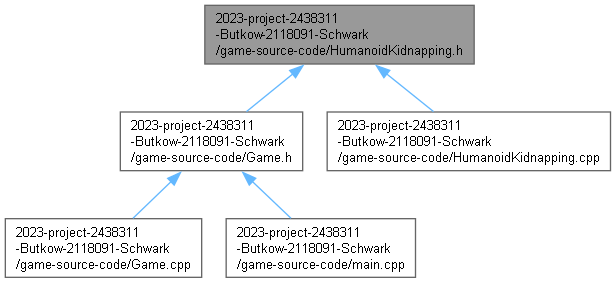 2023-project-2438311
-Butkow-2118091-Schwark
/game-source-code/HumanoidKidnapping.h
2023-project-2438311
-Butkow-2118091-Schwark
/game-source-code/Game.h
2023-project-2438311
-Butkow-2118091-Schwark
/game-source-code/HumanoidKidnapping.cpp
2023-project-2438311
-Butkow-2118091-Schwark
/game-source-code/Game.cpp
2023-project-2438311
-Butkow-2118091-Schwark
/game-source-code/main.cpp